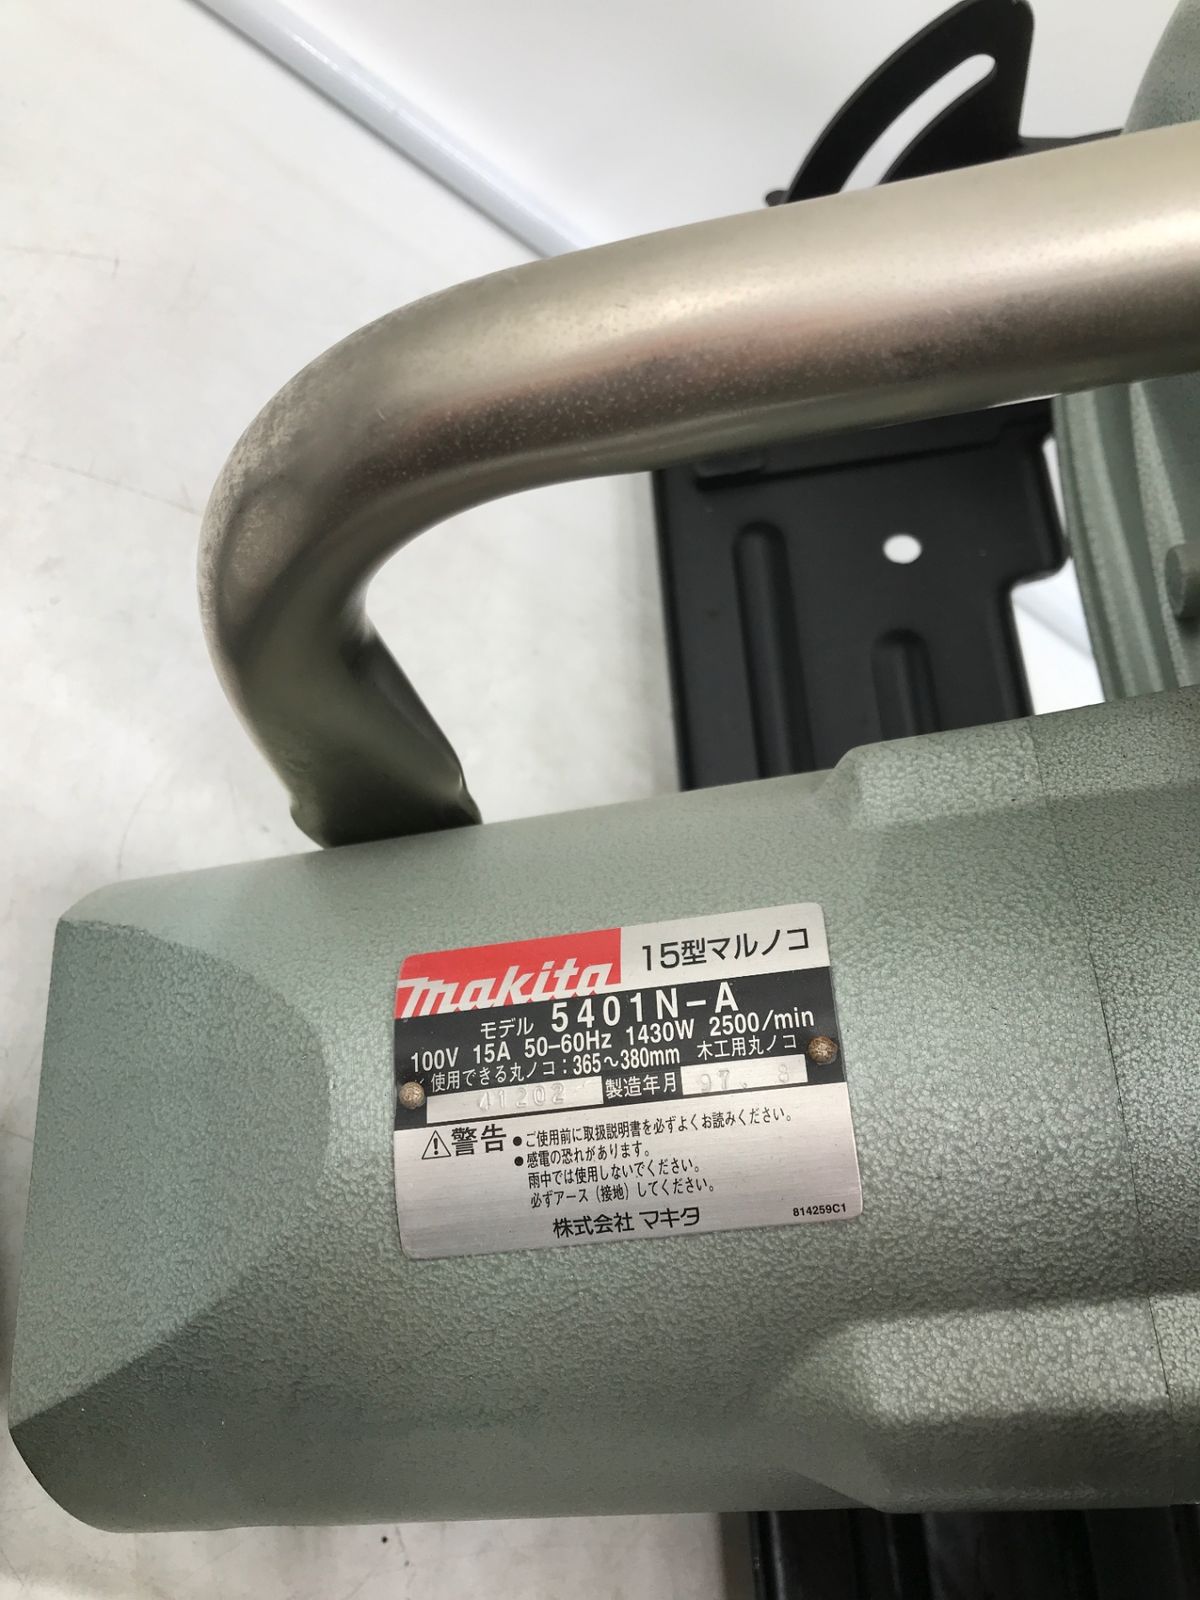 makita 15型マルノコ
モデル 5401N-A
100V 15A 50-60Hz 1430W 2500/min
使用できる丸ノコ：365〜380mm 木工用丸ノコ
41202 製造年月 97. 8
警告 ●ご使用前に取扱説明書を必ずよくお読みください。
●感電の恐れがあります。
雨中では使用しないでください。
必ずアース（接地）してください。
株式会社 マキタ 814259C1